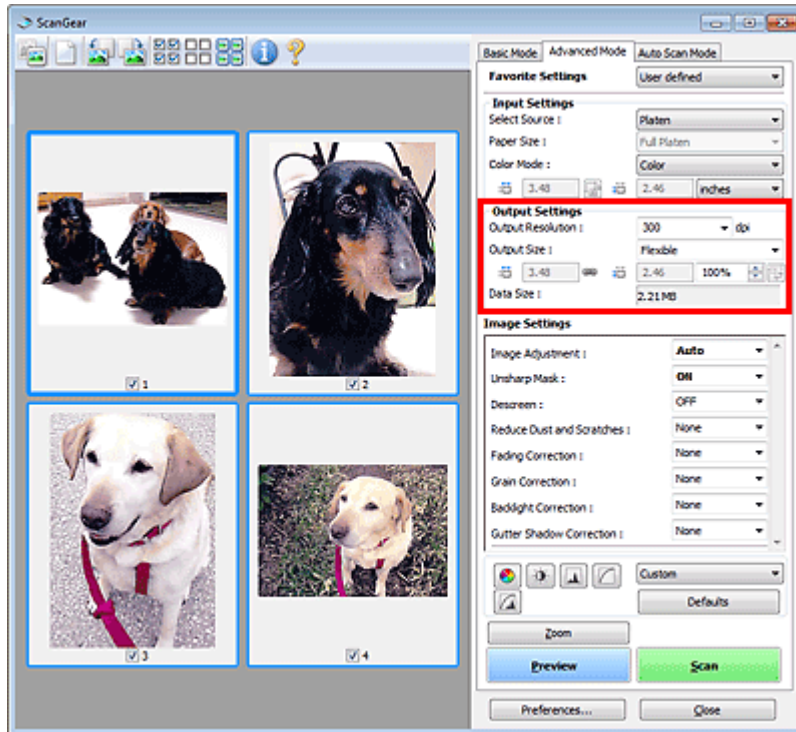 ScanGear
Basic Mode Advanced Mode Auto Scan Mode
Favorite Settings User defined
Input Settings
Select Source : Platen
Paper Size : Full Platen
Color Mode : Color
3.48 2.46 inches
Output Settings
Output Resolution : 300 dpi
Output Size : Flexible
3.48 2.46 100%
Data Size : 2.21MB
Image Settings
Image Adjustment : Auto
Unsharp Mask : ON
Descreen : OFF
Reduce Dust and Scratches : None
Fading Correction : None
Grain Correction : None
Backlight Correction : None
Gutter Shadow Correction : None
Custom
Defaults
Zoom
Preview Scan
Preferences... Close
1 2
3 4